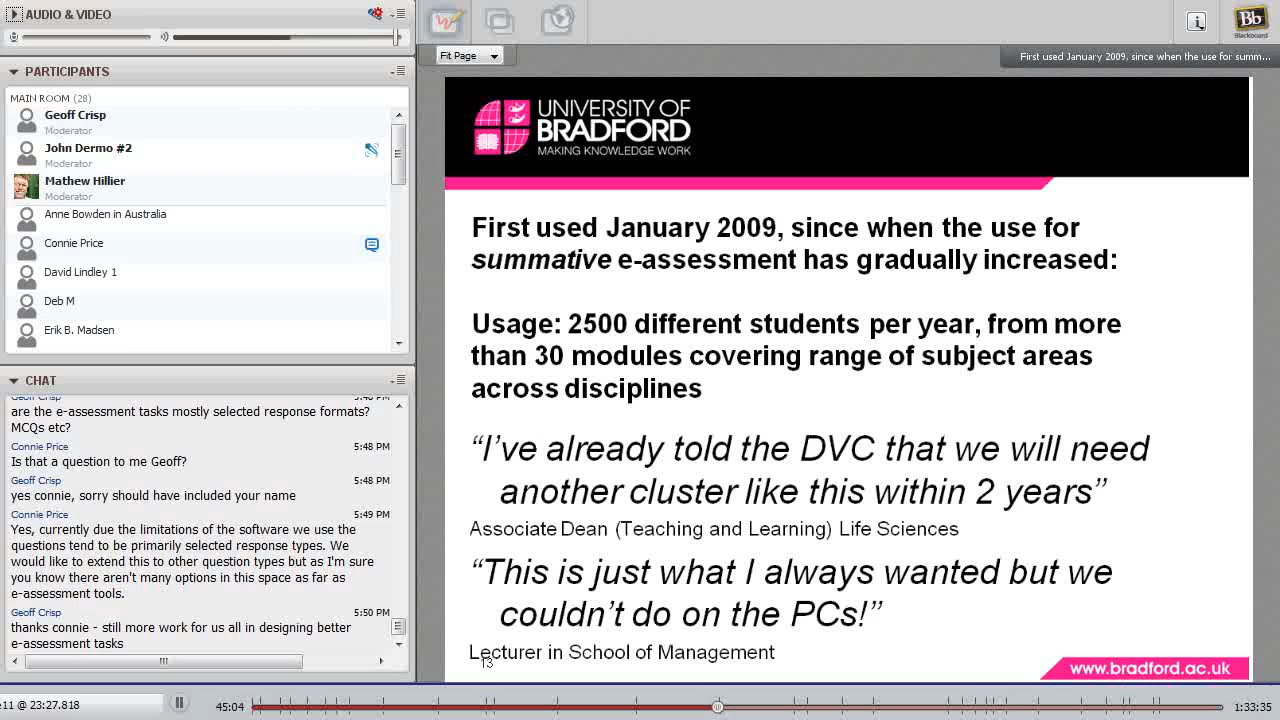 AUDIO & VIDEO
PARTICIPANTS
MAIN ROOM (28)
Geoff Crisp
Moderator
John Dermo #2
Moderator
Mathew Hillier
Moderator
Anne Bowden in Australia
Connie Price
David Lindley 1
Deb M
Erik B. Madsen
CHAT
Geoff Crisp 5:48 PM
are the e-assessment tasks mostly selected response formats?
MCQs etc?
Connie Price 5:48 PM
Is that a question to me Geoff?
Geoff Crisp 5:48 PM
yes connie, sorry should have included your name
Connie Price 5:49 PM
Yes, currently due the limitations of the software we use the
questions tend to be primarily selected response types. We
would like to extend this to other question types but as I'm sure
you know there aren't many options in this space as far as
e-assessment tools.
Geoff Crisp 5:50 PM
thanks connie - still more work for us all in designing better
e-assessment tasks
:11 @ 23:27.818
Fit Page
Bb
Blackboard
First used January 2009, since when the use for summ...
UNIVERSITY OF
BRADFORD
MAKING KNOWLEDGE WORK
First used January 2009, since when the use for
summative e-assessment has gradually increased:
Usage: 2500 different students per year, from more
than 30 modules covering range of subject areas
across disciplines
“I’ve already told the DVC that we will need
another cluster like this within 2 years”
Associate Dean (Teaching and Learning) Life Sciences
“This is just what I always wanted but we
couldn’t do on the PCs!”
Lecturer in School of Management
13
www.bradford.ac.uk
45:04
1:33:35